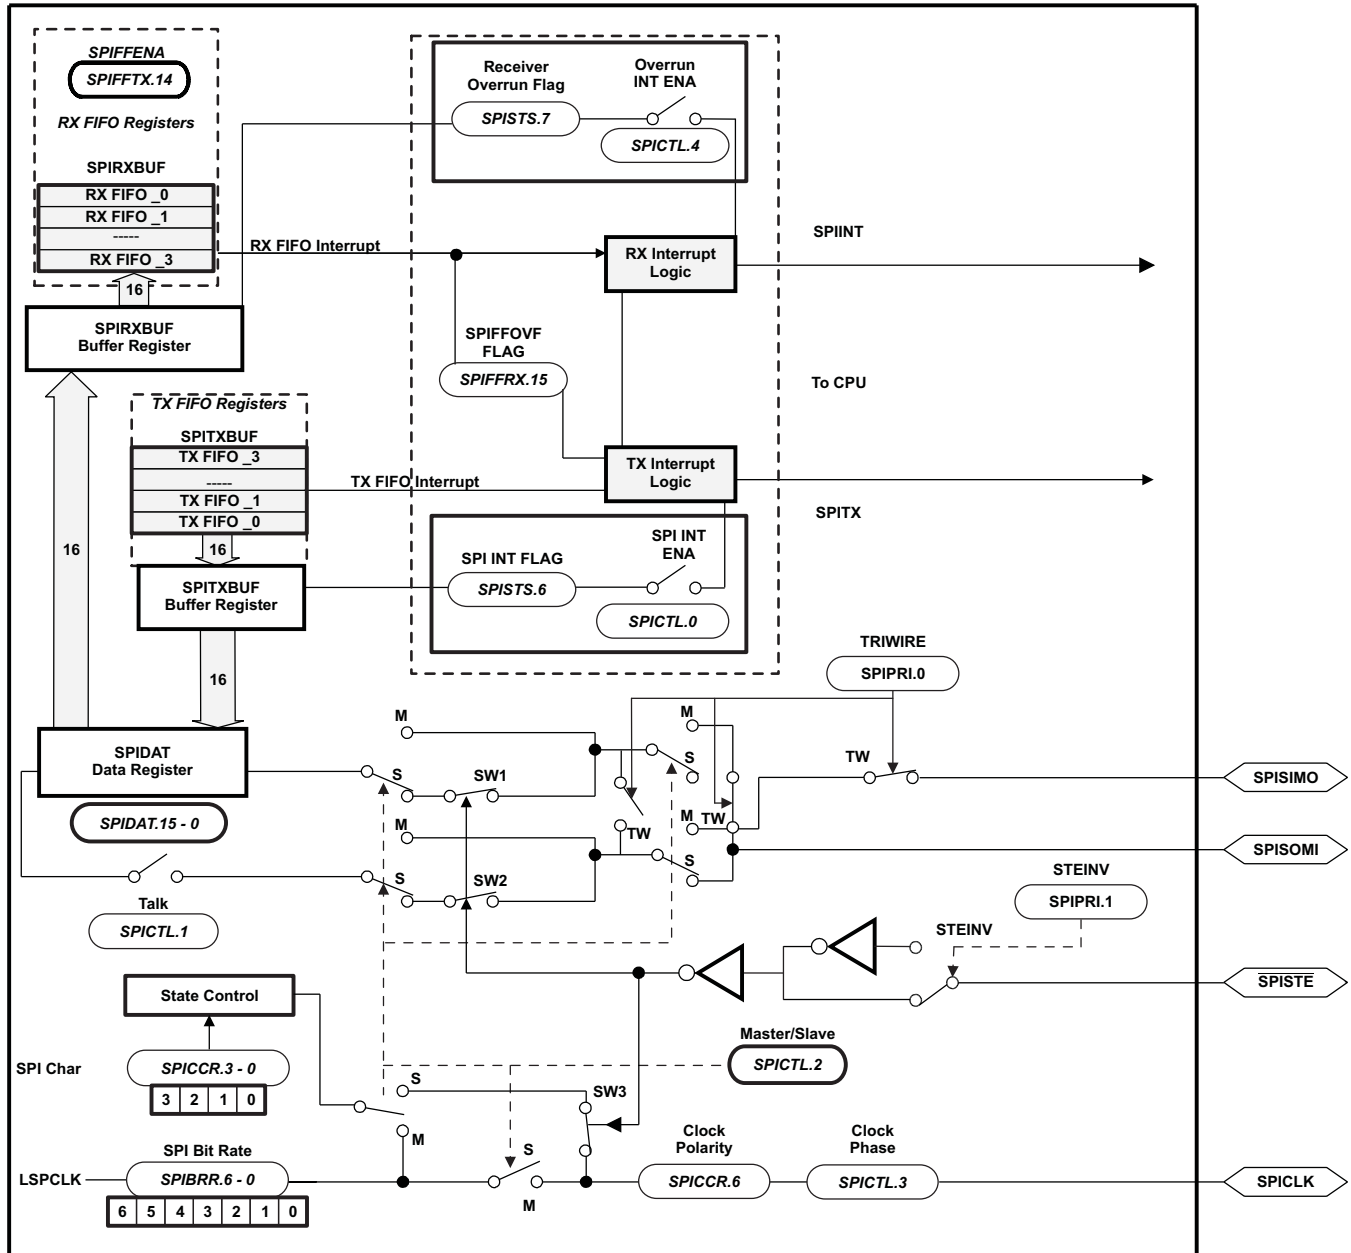 SPIFFENA
SPIFFTX.14
RX FIFO Registers
SPIRXBUF
RX FIFO _0
RX FIFO _1
-----
RX FIFO _3
16
SPIRXBUF
Buffer Register
RX FIFO Interrupt
Receiver
Overrun Flag
SPISTS.7
Overrun
INT ENA
SPICTL.4
RX Interrupt
Logic
SPIINT
SPIFFOVF
FLAG
SPIFFRX.15
To CPU
TX FIFO Registers
SPITXBUF
TX FIFO _3
-----
TX FIFO _1
TX FIFO _0
16
16
TX FIFO Interrupt
TX Interrupt
Logic
SPITX
SPITXBUF
Buffer Register
SPI INT FLAG
SPISTS.6
SPI INT
ENA
SPICTL.0
16
TRIWIRE
SPIPRI.0
SPIDAT
Data Register
SPIDAT.15 - 0
M
S
SW1
M
S
TW
TW
SPISIMO
M
S
SW2
TW
M
S
SPISOMI
Talk
SPICTL.1
STEINV
SPIPRI.1
STEINV
SPISTE
State Control
Master/Slave
SPICTL.2
SPI Char
SPICCR.3 - 0
3 2 1 0
S
M
SW3
LSPCLK
SPI Bit Rate
SPIBRR.6 - 0
6 5 4 3 2 1 0
S
M
Clock
Polarity
SPICCR.6
Clock
Phase
SPICTL.3
SPICLK